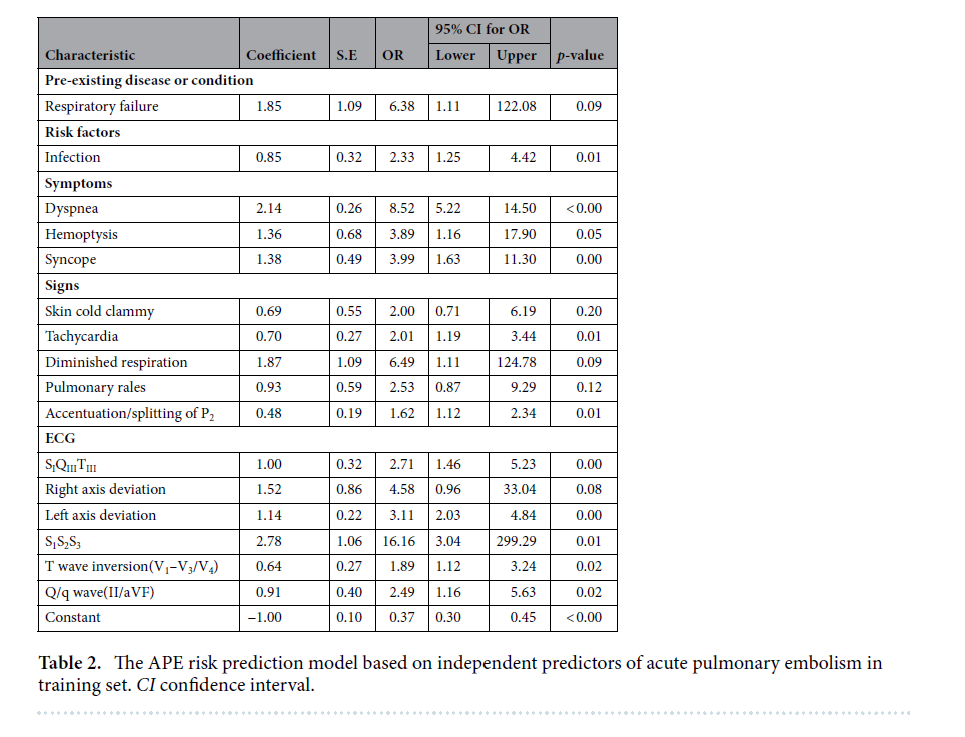 95% CI for OR
Characteristic Coefficient S.E OR Lower Upper p-value
Pre-existing disease or condition
Respiratory failure 1.85 1.09 6.38 1.11 122.08 0.09
Risk factors
Infection 0.85 0.32 2.33 1.25 4.42 0.01
Symptoms
Dyspnea 2.14 0.26 8.52 5.22 14.50 <0.00
Hemoptysis 1.36 0.68 3.89 1.16 17.90 0.05
Syncope 1.38 0.49 3.99 1.63 11.30 0.00
Signs
Skin cold clammy 0.69 0.55 2.00 0.71 6.19 0.20
Tachycardia 0.70 0.27 2.01 1.19 3.44 0.01
Diminished respiration 1.87 1.09 6.49 1.11 124.78 0.09
Pulmonary rales 0.93 0.59 2.53 0.87 9.29 0.12
Accentuation/splitting of P₂ 0.48 0.19 1.62 1.12 2.34 0.01
ECG
SIQIIITIII 1.00 0.32 2.71 1.46 5.23 0.00
Right axis deviation 1.52 0.86 4.58 0.96 33.04 0.08
Left axis deviation 1.14 0.22 3.11 2.03 4.84 0.00
S₁S₂S₃ 2.78 1.06 16.16 3.04 299.29 0.01
T wave inversion(V₁–V₃/V₄) 0.64 0.27 1.89 1.12 3.24 0.02
Q/q wave(II/aVF) 0.91 0.40 2.49 1.16 5.63 0.02
Constant −1.00 0.10 0.37 0.30 0.45 <0.00
Table 2. The APE risk prediction model based on independent predictors of acute pulmonary embolism in
training set. CI confidence interval.